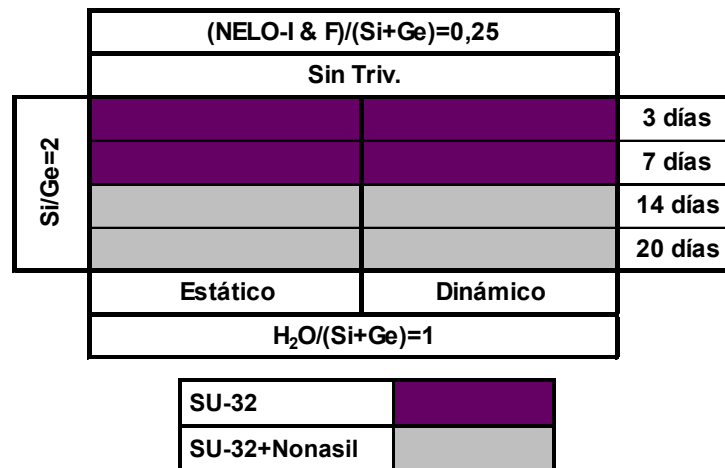 (NELO-I & F)/(Si+Ge)=0,25
Sin Triv.
Si/Ge=2
3 días
7 días
14 días
20 días
Estático Dinámico
H₂O/(Si+Ge)=1
SU-32
SU-32+Nonasil